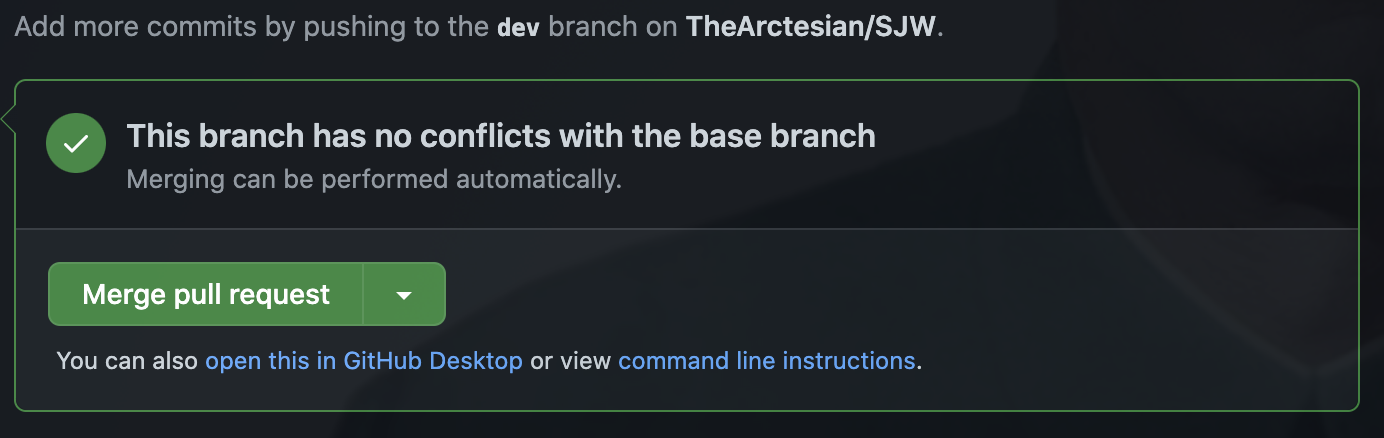 Add more commits by pushing to the dev branch on TheArctesian/SJW.
This branch has no conflicts with the base branch
Merging can be performed automatically.
Merge pull request
You can also open this in GitHub Desktop or view command line instructions.